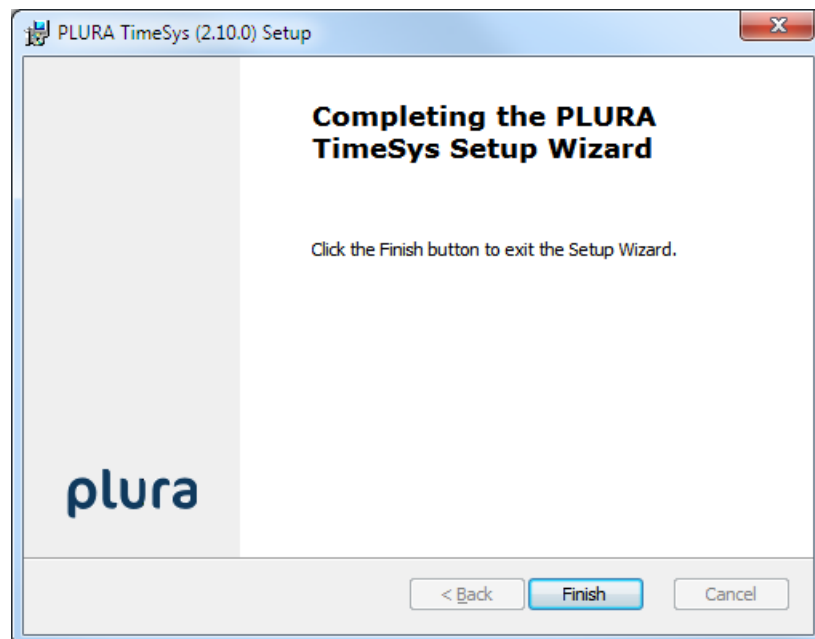 PLURA TimeSys (2.10.0) Setup
Completing the PLURA
TimeSys Setup Wizard
Click the Finish button to exit the Setup Wizard.
plura
< Back Finish Cancel